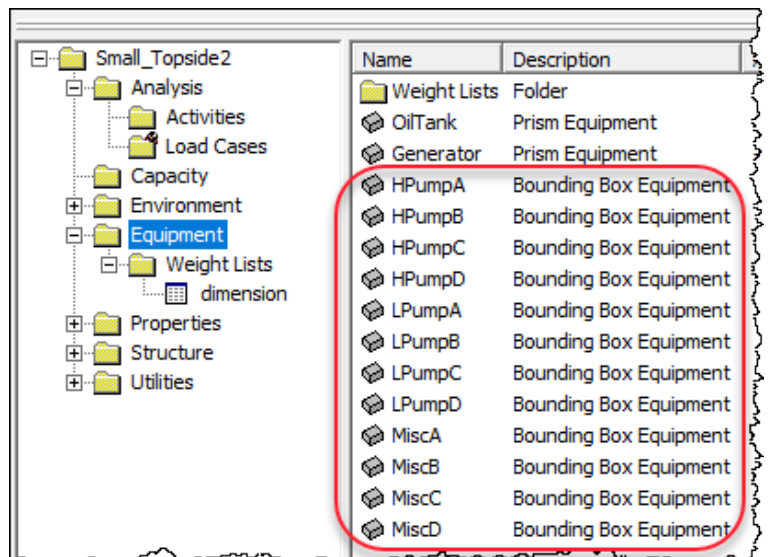 Small_Topside2
Analysis
Activities
Load Cases
Capacity
Environment
Equipment
Weight Lists
dimension
Properties
Structure
Utilities
Name Description
Weight Lists Folder
OilTank Prism Equipment
Generator Prism Equipment
HPumpA Bounding Box Equipment
HPumpB Bounding Box Equipment
HPumpC Bounding Box Equipment
HPumpD Bounding Box Equipment
LPumpA Bounding Box Equipment
LPumpB Bounding Box Equipment
LPumpC Bounding Box Equipment
LPumpD Bounding Box Equipment
MiscA Bounding Box Equipment
MiscB Bounding Box Equipment
MiscC Bounding Box Equipment
MiscD Bounding Box Equipment